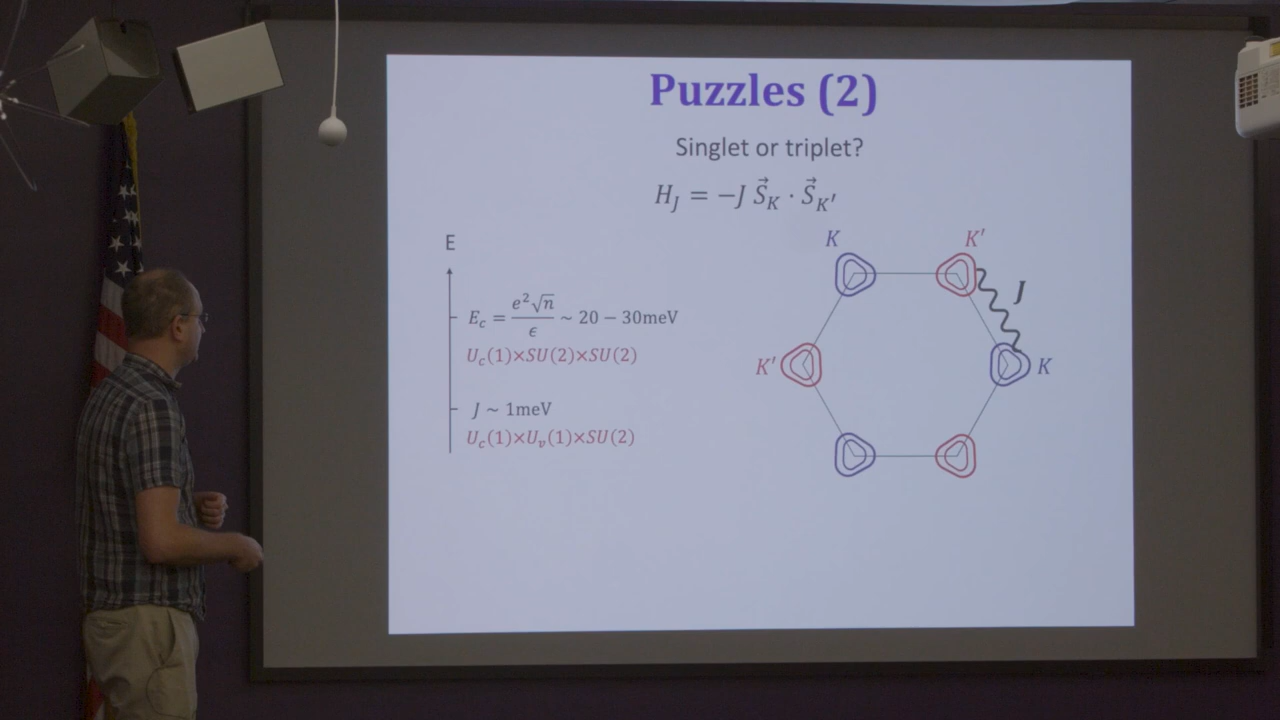 Puzzles (2)
Singlet or triplet?
H_J = −J S⃗_K · S⃗_K′
E
E_c = e²√n / ϵ ~ 20 − 30meV
U_c(1)×SU(2)×SU(2)
J ~ 1meV
U_c(1)×U_v(1)×SU(2)
K
K′
J
K′
K